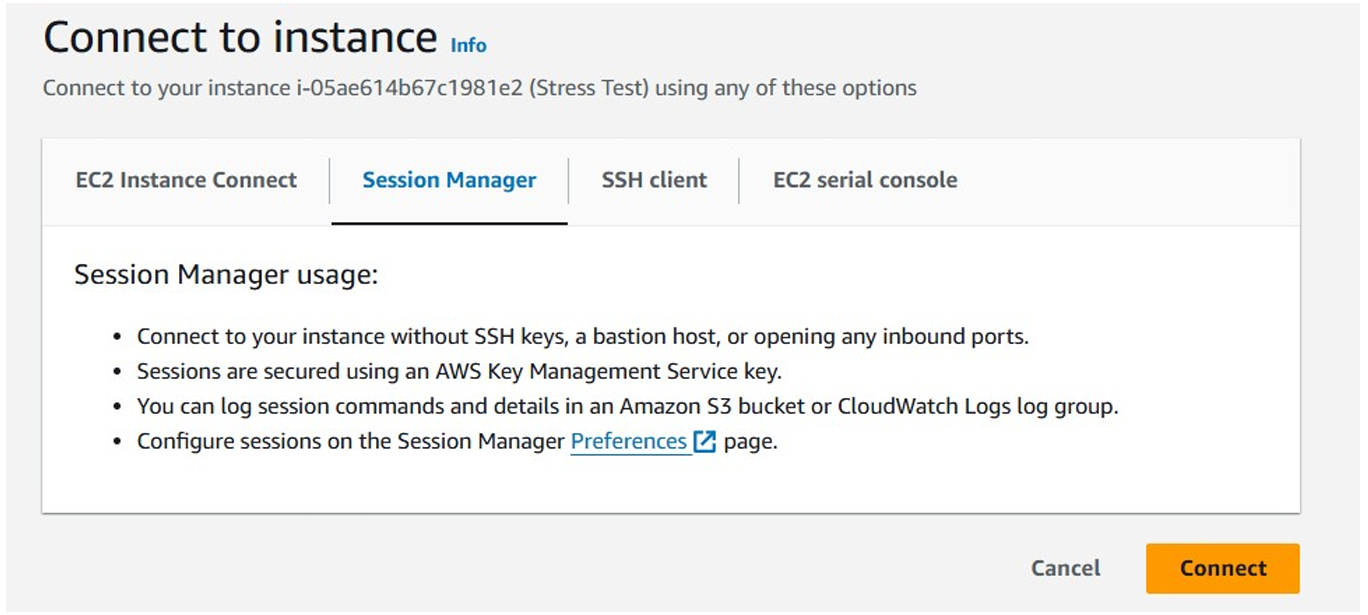 Connect to instance Info
Connect to your instance i-05ae614b67c1981e2 (Stress Test) using any of these options
EC2 Instance Connect
Session Manager
SSH client
EC2 serial console
Session Manager usage:
• Connect to your instance without SSH keys, a bastion host, or opening any inbound ports.
• Sessions are secured using an AWS Key Management Service key.
• You can log session commands and details in an Amazon S3 bucket or CloudWatch Logs log group.
• Configure sessions on the Session Manager Preferences page.
Cancel
Connect